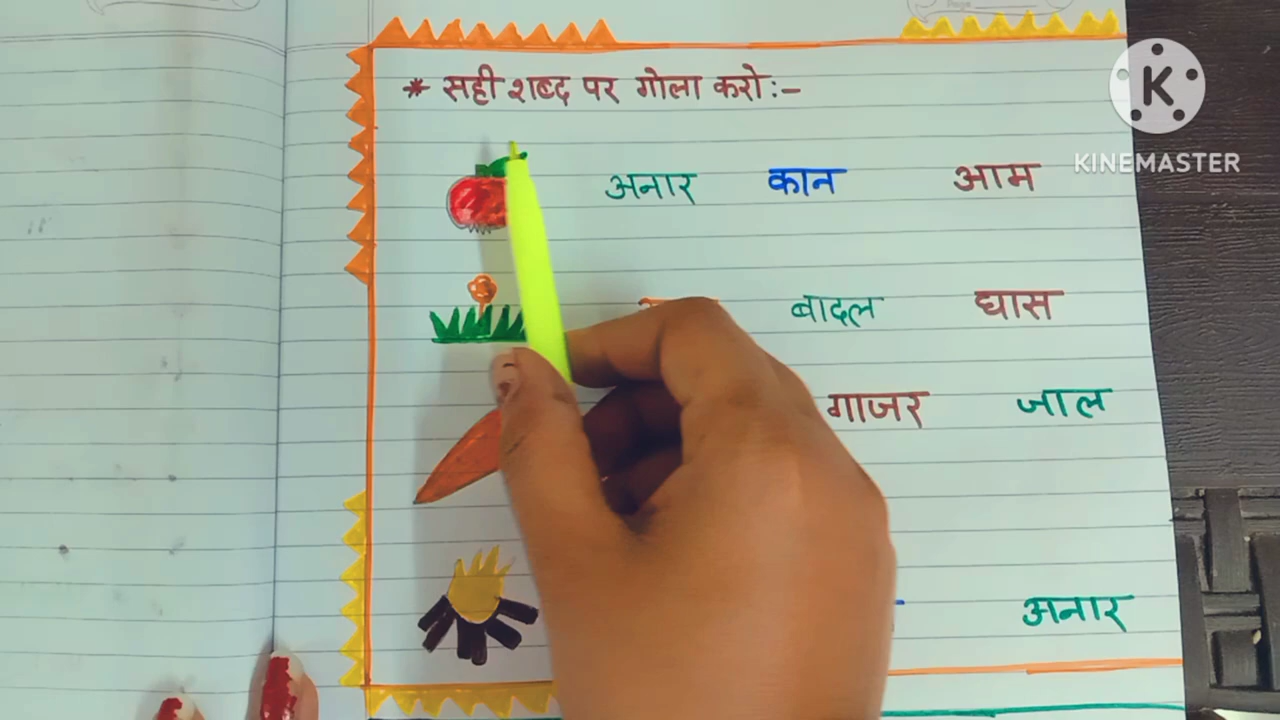 * सही शब्द पर गोला करो:-
अनार कान आम
बादल घास
गाजर जाल
अनार
K
KINEMASTER